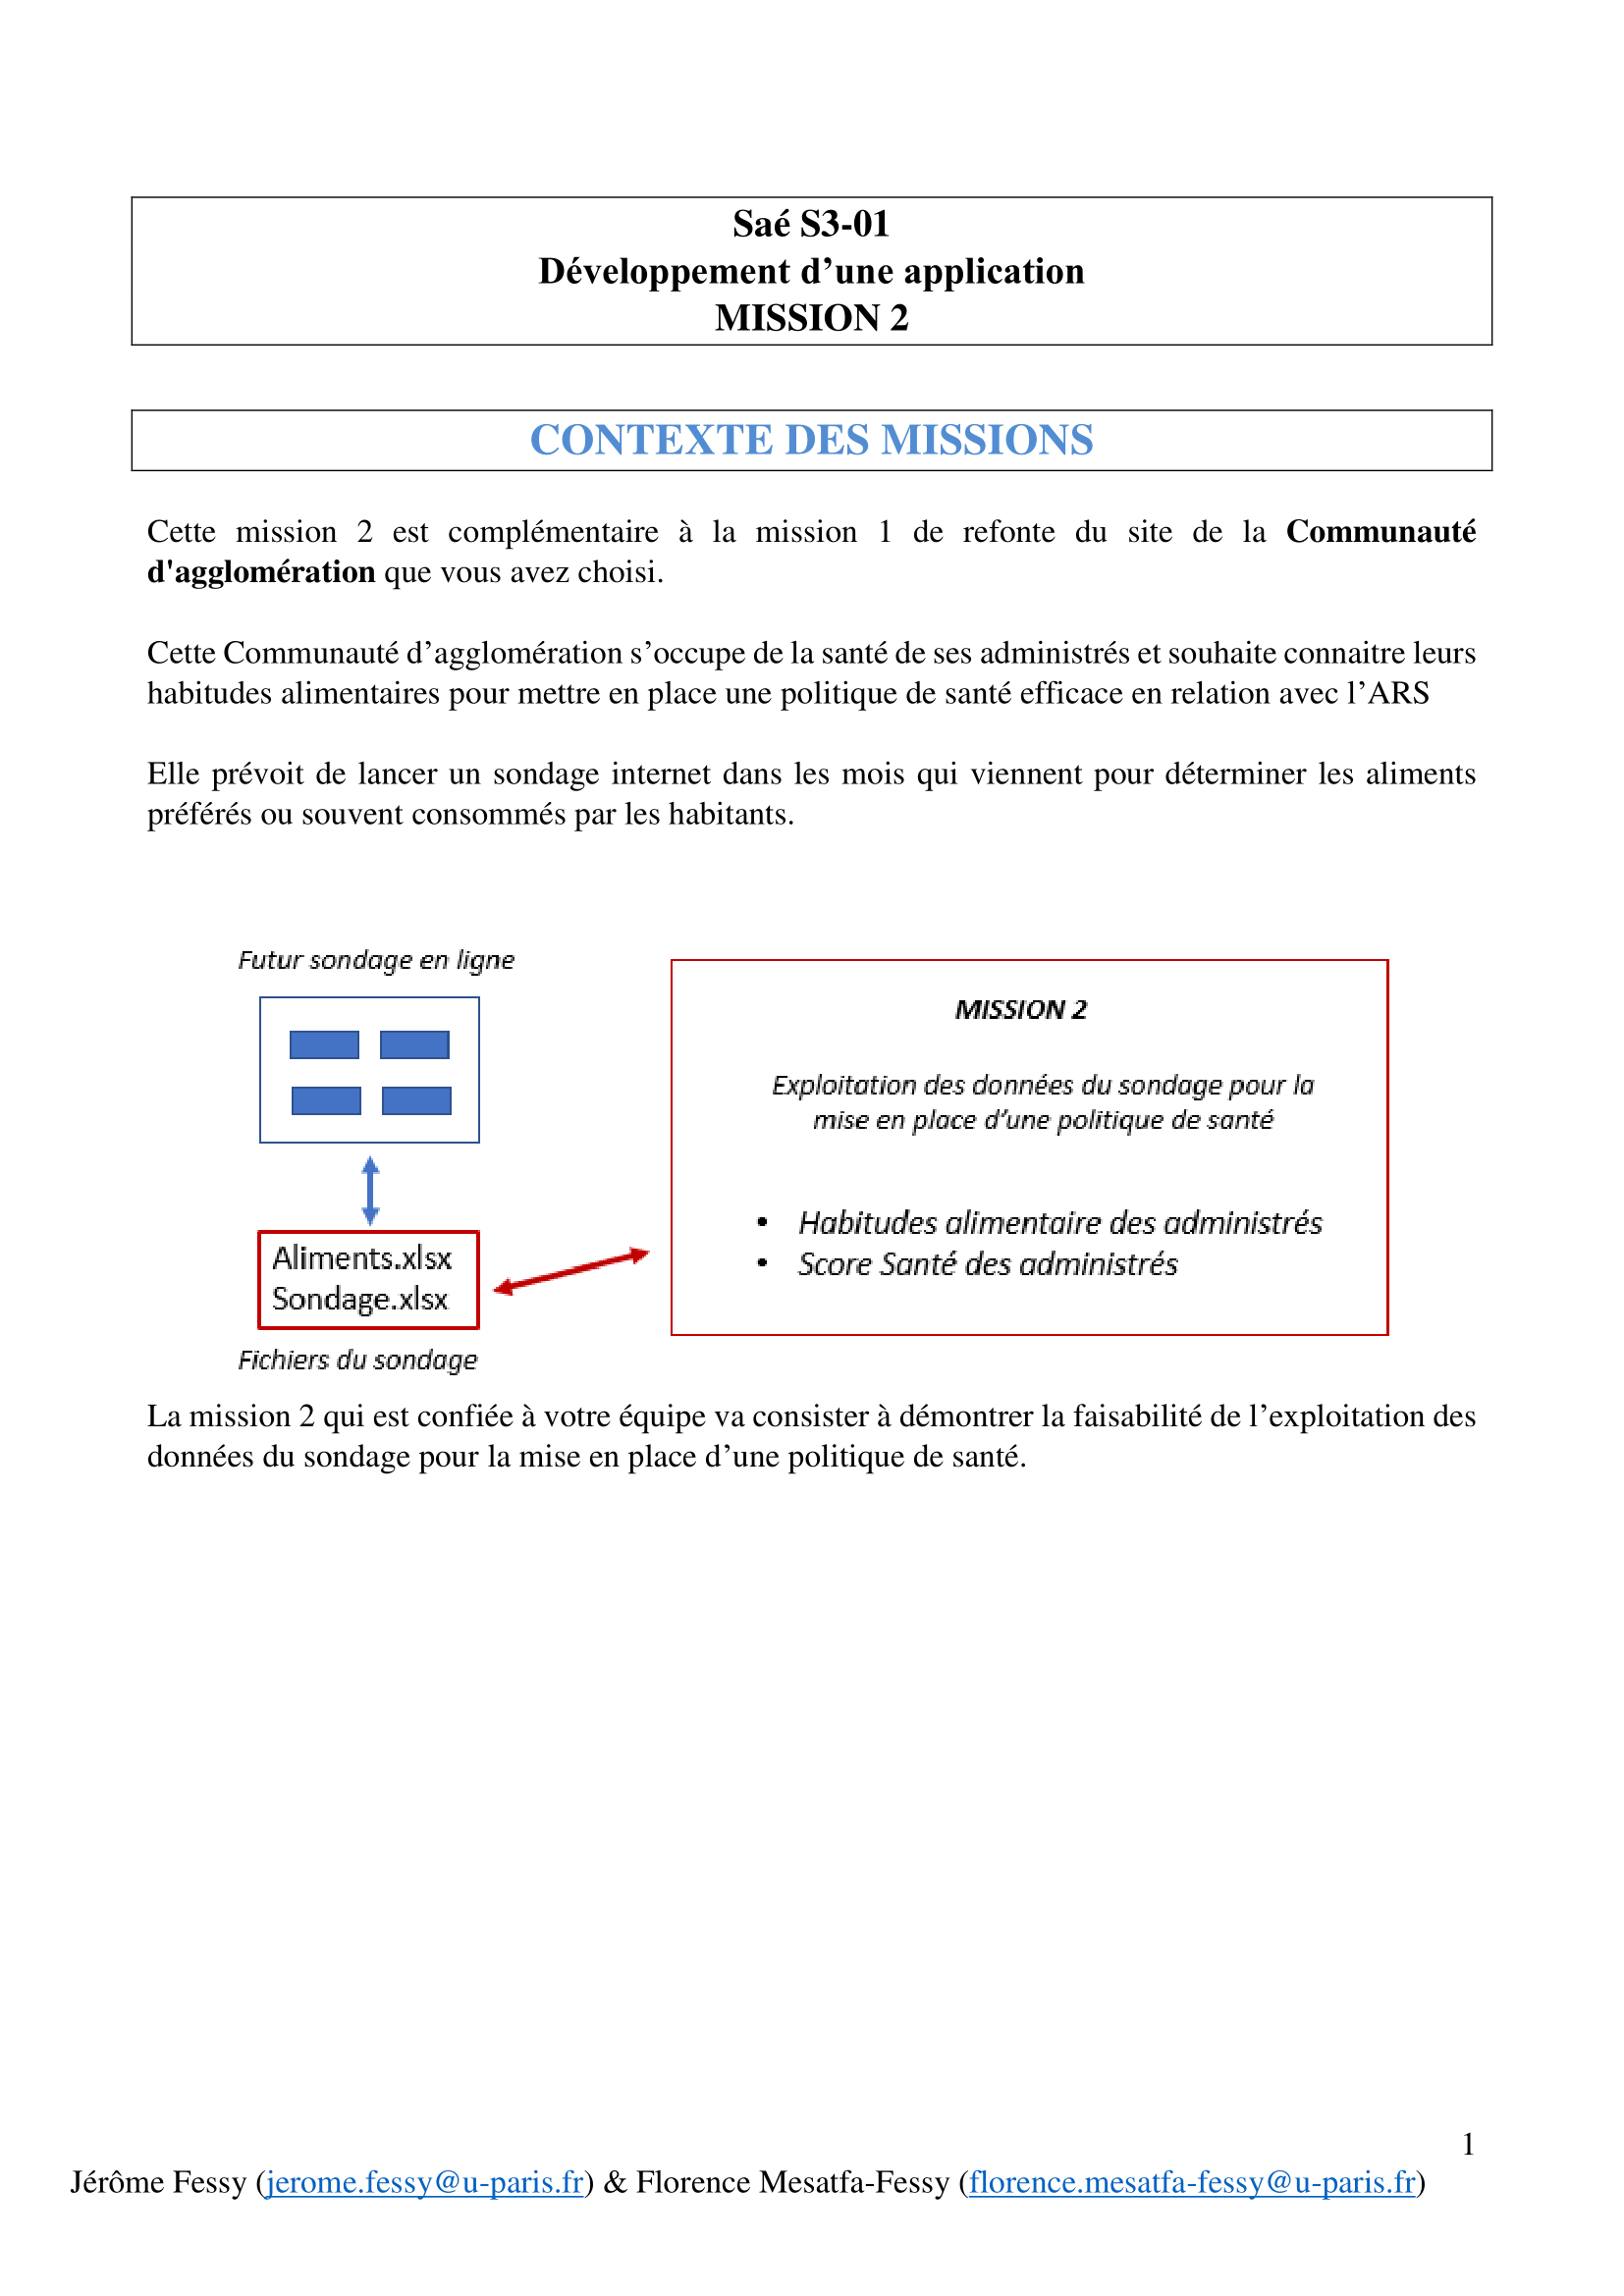 Saé S3-01
Développement d’une application
MISSION 2
CONTEXTE DES MISSIONS
Cette mission 2 est complémentaire à la mission 1 de refonte du site de la Communauté
d'agglomération que vous avez choisi.
Cette Communauté d’agglomération s’occupe de la santé de ses administrés et souhaite connaitre leurs
habitudes alimentaires pour mettre en place une politique de santé efficace en relation avec l’ARS
Elle prévoit de lancer un sondage internet dans les mois qui viennent pour déterminer les aliments
préférés ou souvent consommés par les habitants.
Futur sondage en ligne
Aliments.xlsx
Sondage.xlsx
Fichiers du sondage
MISSION 2
Exploitation des données du sondage pour la
mise en place d’une politique de santé
• Habitudes alimentaire des administrés
• Score Santé des administrés
La mission 2 qui est confiée à votre équipe va consister à démontrer la faisabilité de l’exploitation des
données du sondage pour la mise en place d’une politique de santé.
1
Jérôme Fessy (jerome.fessy@u-paris.fr) & Florence Mesatfa-Fessy (florence.mesatfa-fessy@u-paris.fr)